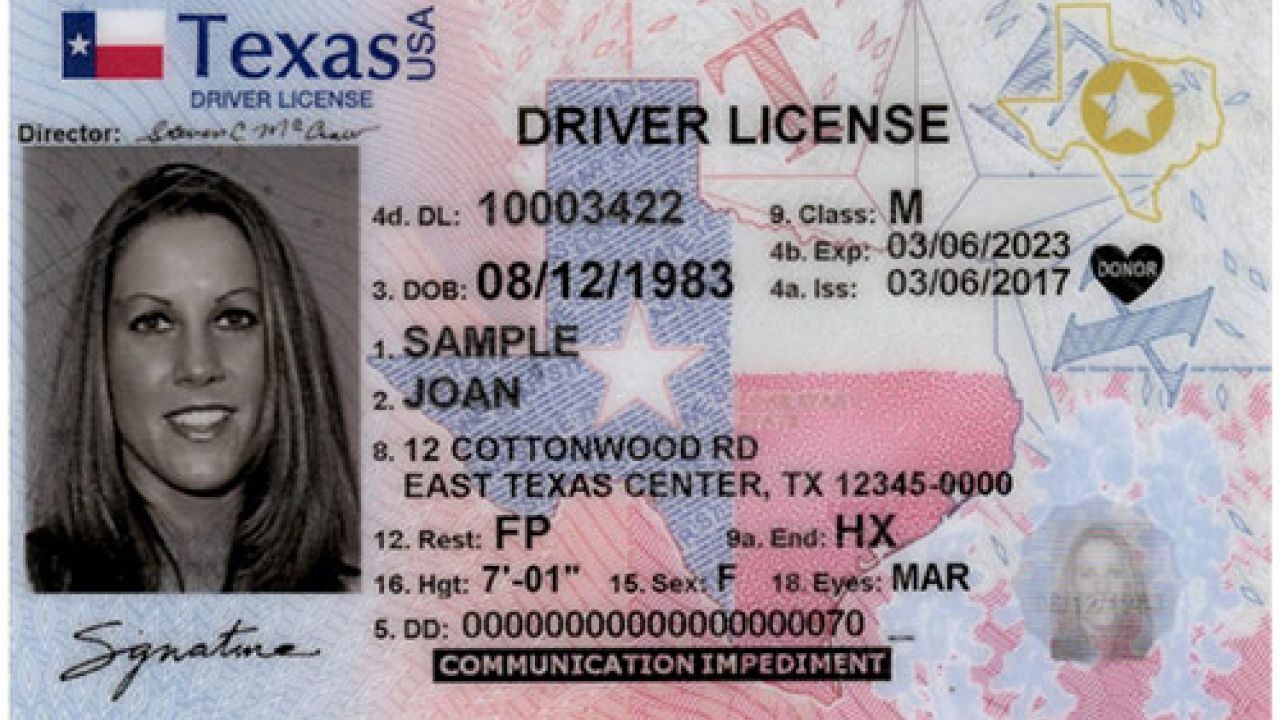 Texas USA
DRIVER LICENSE
Director:
DRIVER LICENSE
4d. DL: 10003422
9. Class: M
4b. Exp: 03/06/2023
3. DOB: 08/12/1983
4a. Iss: 03/06/2017
DONOR
1. SAMPLE
2. JOAN
8. 12 COTTONWOOD RD
EAST TEXAS CENTER, TX 12345-0000
12. Rest: FP
9a. End: HX
16. Hgt: 7'-01" 15. Sex: F 18. Eyes: MAR
5. DD: 00000000000000000070
Signature
COMMUNICATION IMPEDIMENT